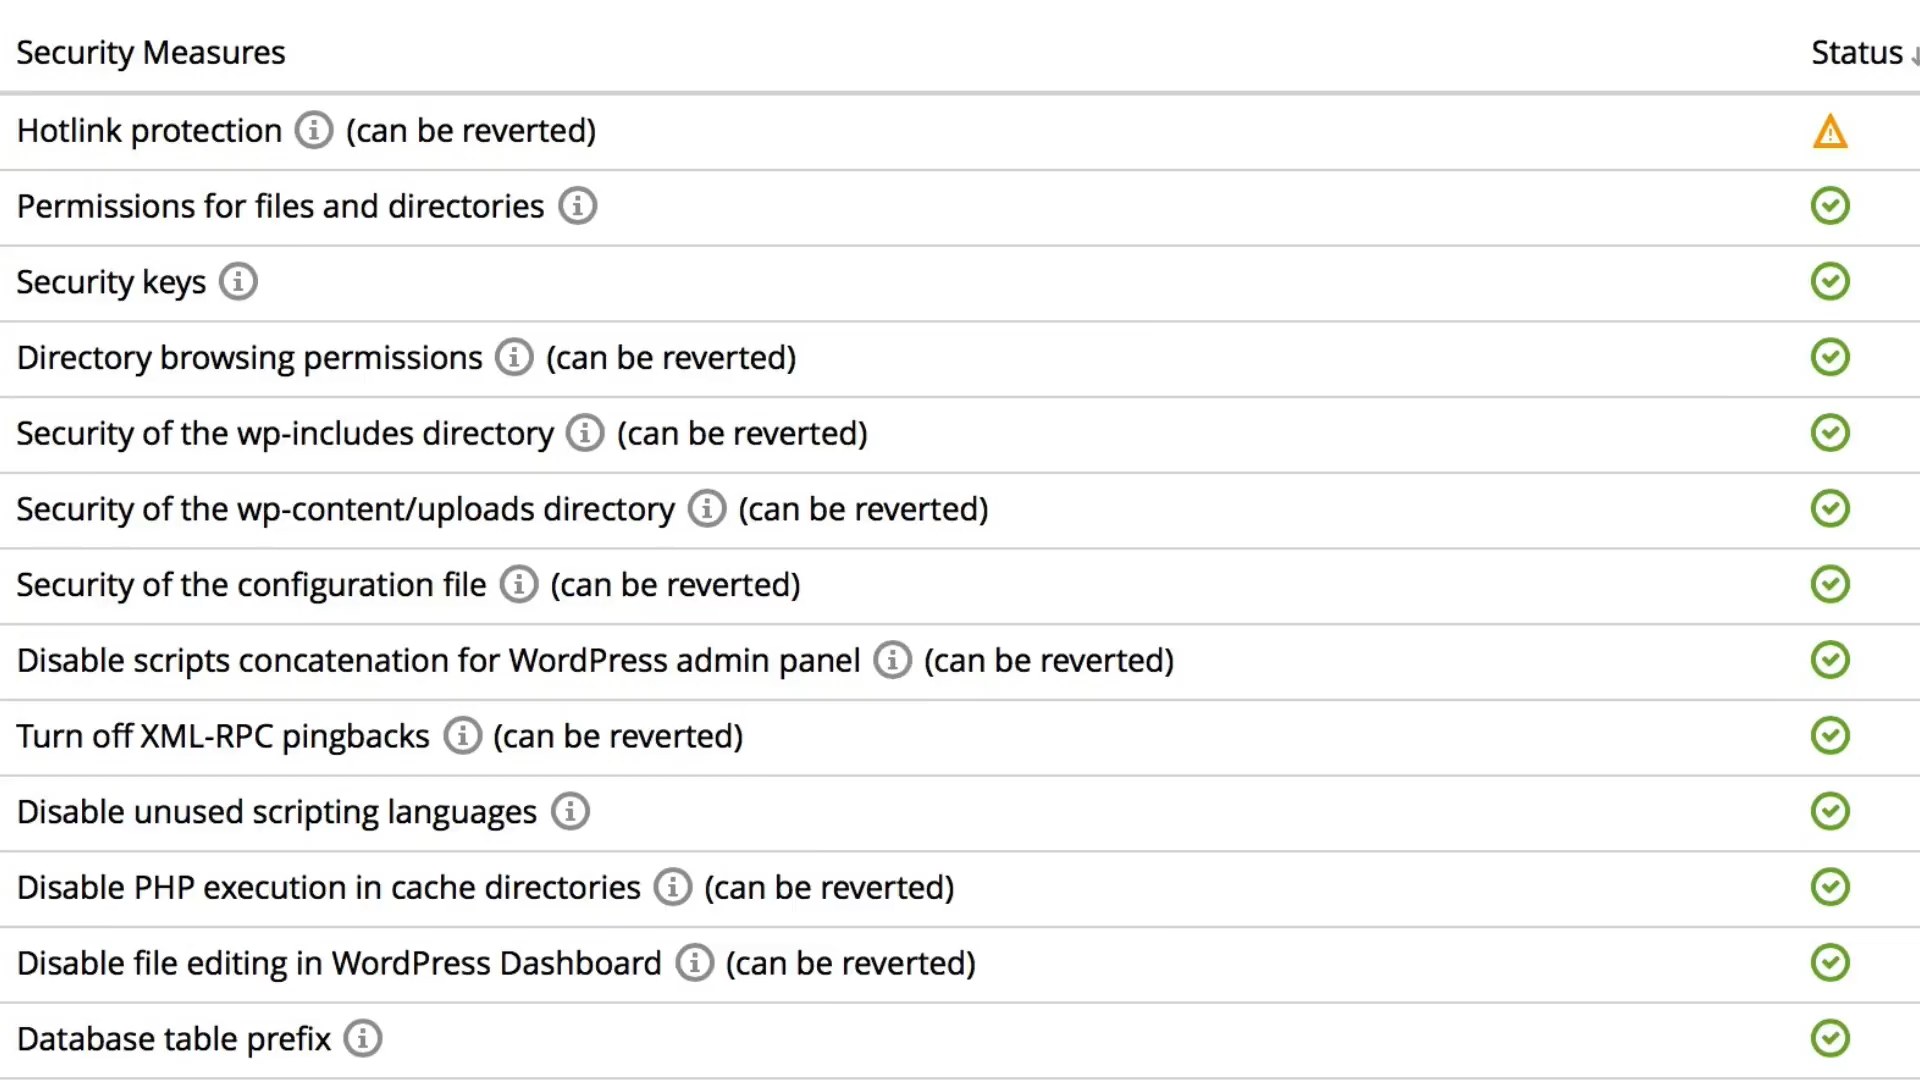 Security Measures Status
Hotlink protection (can be reverted)
Permissions for files and directories
Security keys
Directory browsing permissions (can be reverted)
Security of the wp-includes directory (can be reverted)
Security of the wp-content/uploads directory (can be reverted)
Security of the configuration file (can be reverted)
Disable scripts concatenation for WordPress admin panel (can be reverted)
Turn off XML-RPC pingbacks (can be reverted)
Disable unused scripting languages
Disable PHP execution in cache directories (can be reverted)
Disable file editing in WordPress Dashboard (can be reverted)
Database table prefix